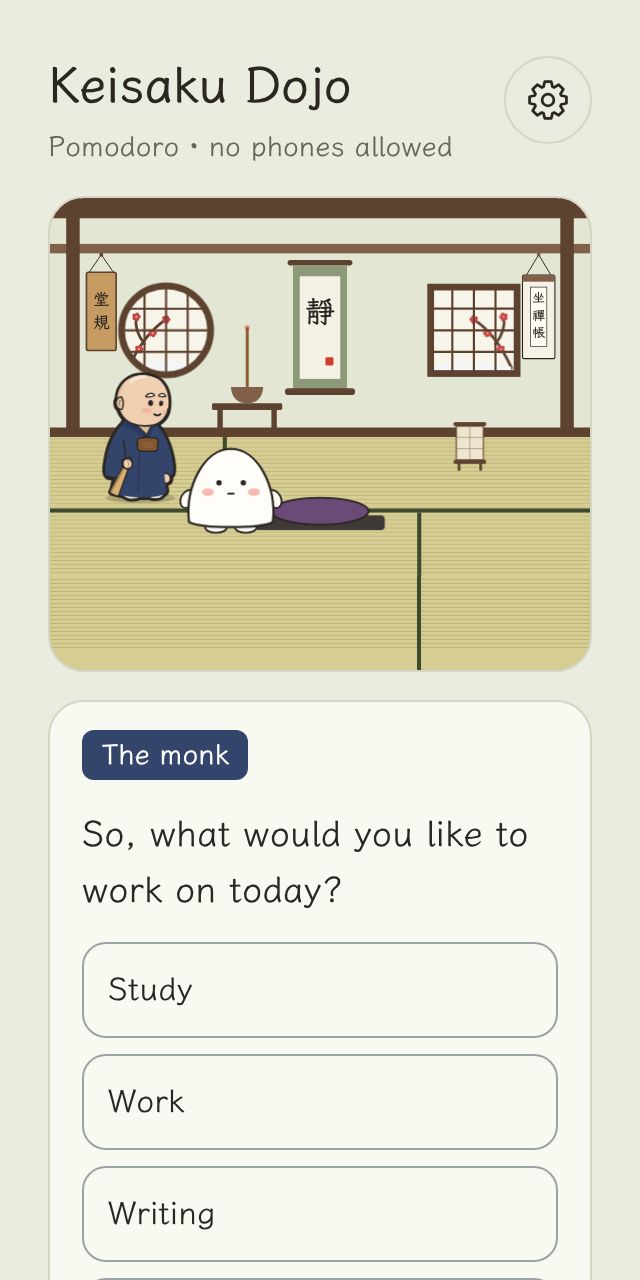 Keisaku Dojo
Pomodoro • no phones allowed
堂規
靜
坐禪帳
The monk
So, what would you like to
work on today?
Study
Work
Writing